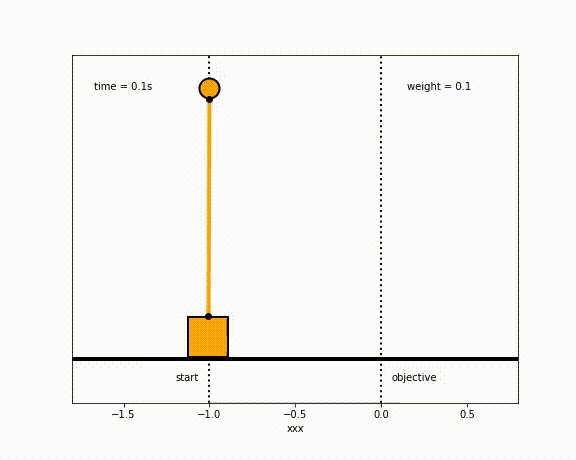 time = 0.1s
weight = 0.1
start
objective
−1.5
−1.0
−0.5
0.0
0.5
xxx